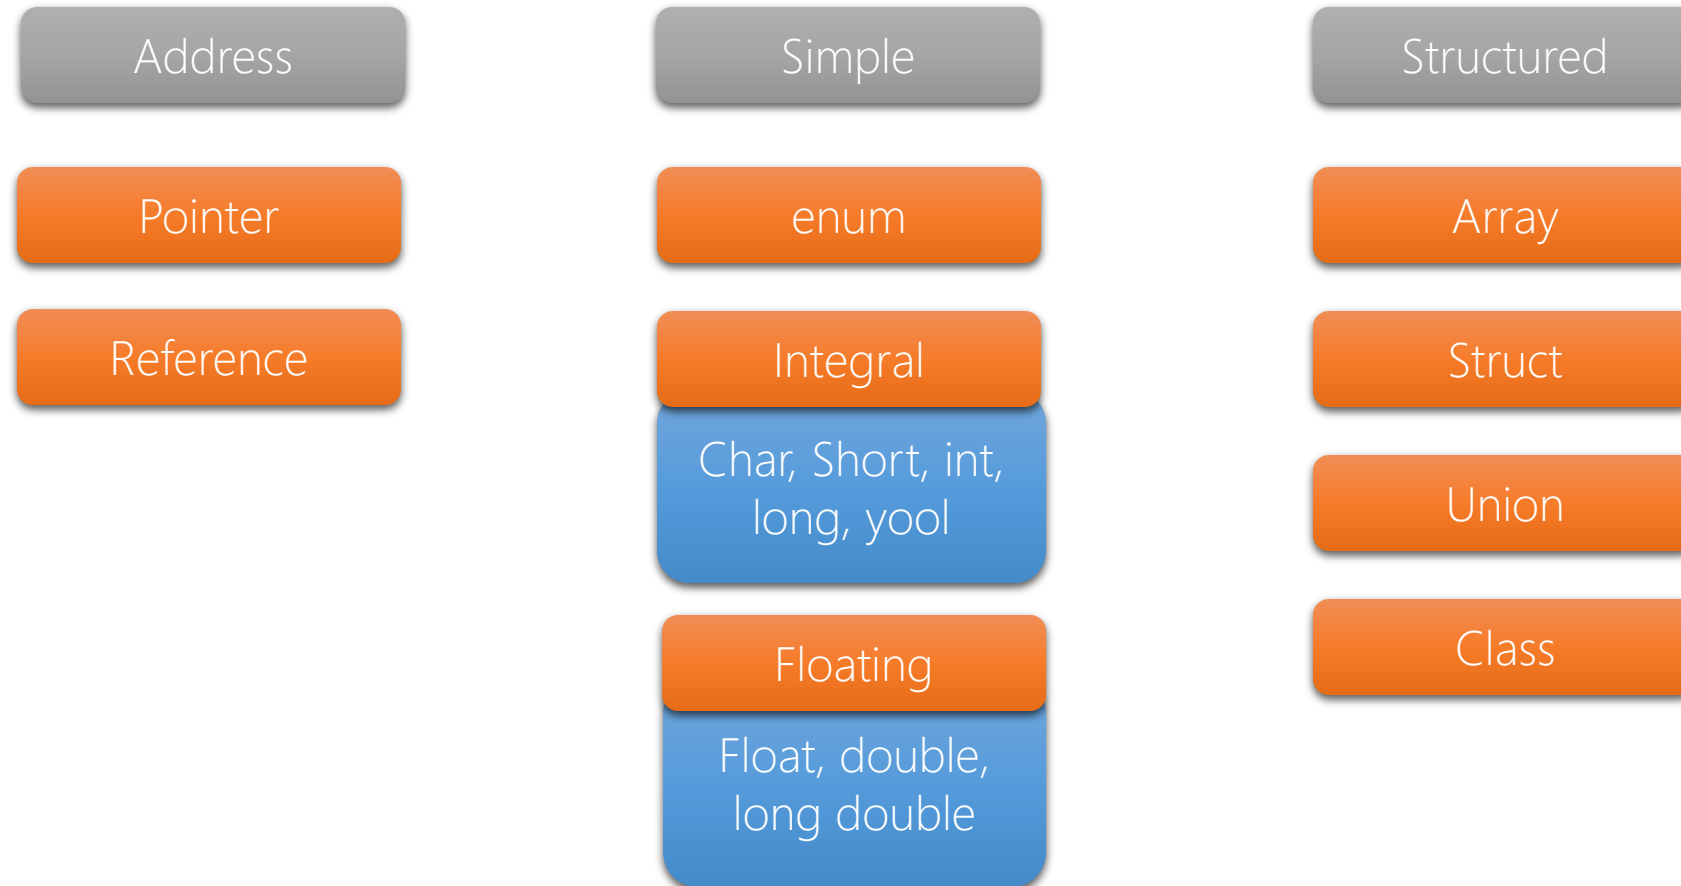 Address
Simple
Structured
Pointer
enum
Array
Reference
Integral
Struct
Char, Short, int,
long, yool
Union
Floating
Class
Float, double,
long double